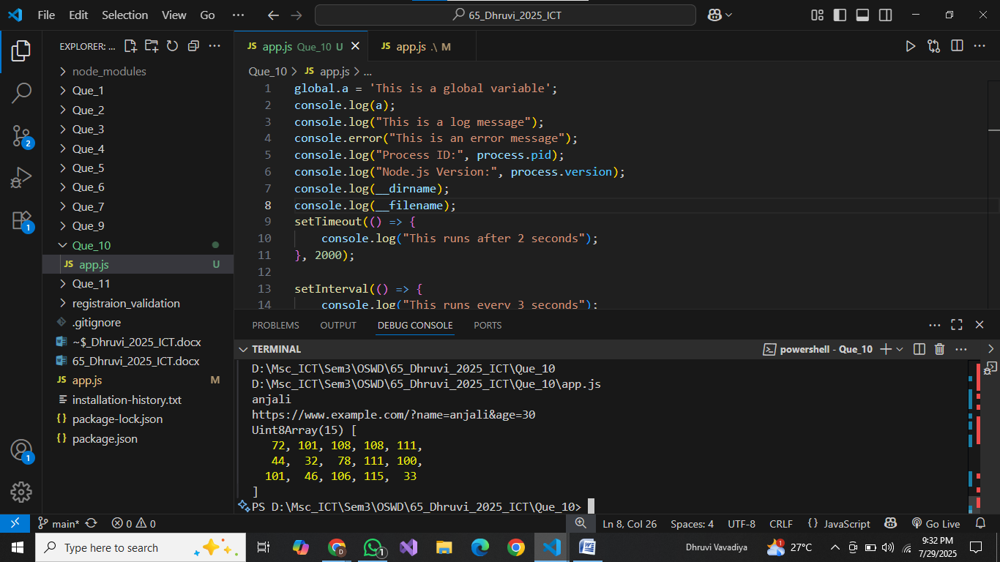 File Edit Selection View Go ··· 65_Dhruvi_2025_ICT
EXPLORER: ... ···
node_modules
Que_1
Que_2
Que_3
Que_4
Que_5
Que_6
Que_7
Que_9
Que_10
JS app.js U
Que_11
registraion_validation
.gitignore
~$_Dhruvi_2025_ICT.docx
65_Dhruvi_2025_ICT.docx
JS app.js M
installation-history.txt
{} package-lock.json
{} package.json
2
1
1
JS app.js Que_10 U JS app.js .\ M
Que_10 > JS app.js > ...
1 global.a = 'This is a global variable';
2 console.log(a);
3 console.log("This is a log message");
4 console.error("This is an error message");
5 console.log("Process ID:", process.pid);
6 console.log("Node.js Version:", process.version);
7 console.log(__dirname);
8 console.log(__filename);
9 setTimeout(() => {
10 console.log("This runs after 2 seconds");
11 }, 2000);
12
13 setInterval(() => {
14 console.log("This runs every 3 seconds");
PROBLEMS OUTPUT DEBUG CONSOLE PORTS
TERMINAL powershell - Que_10
D:\Msc_ICT\Sem3\OSWD\65_Dhruvi_2025_ICT\Que_10
D:\Msc_ICT\Sem3\OSWD\65_Dhruvi_2025_ICT\Que_10\app.js
anjali
https://www.example.com/?name=anjali&age=30
Uint8Array(15) [
72, 101, 108, 108, 111,
44, 32, 78, 111, 100,
101, 46, 106, 115, 33
]
PS D:\Msc_ICT\Sem3\OSWD\65_Dhruvi_2025_ICT\Que_10>
main* 0 0 Ln 8, Col 26 Spaces: 4 UTF-8 CRLF {} JavaScript Go Live
Type here to search D 1 Dhruvi Vavadiya 1 27°C 9:32 PM
7/29/2025